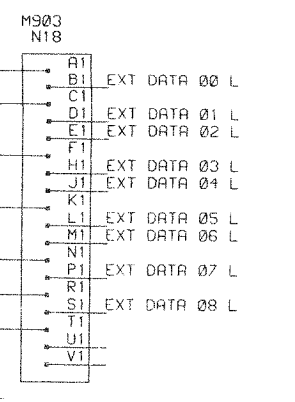 M903
N18
A1
B1 EXT DATA 00 L
C1
D1 EXT DATA 01 L
E1 EXT DATA 02 L
F1
H1 EXT DATA 03 L
J1 EXT DATA 04 L
K1
L1 EXT DATA 05 L
M1 EXT DATA 06 L
N1
P1 EXT DATA 07 L
R1
S1 EXT DATA 08 L
T1
U1
V1